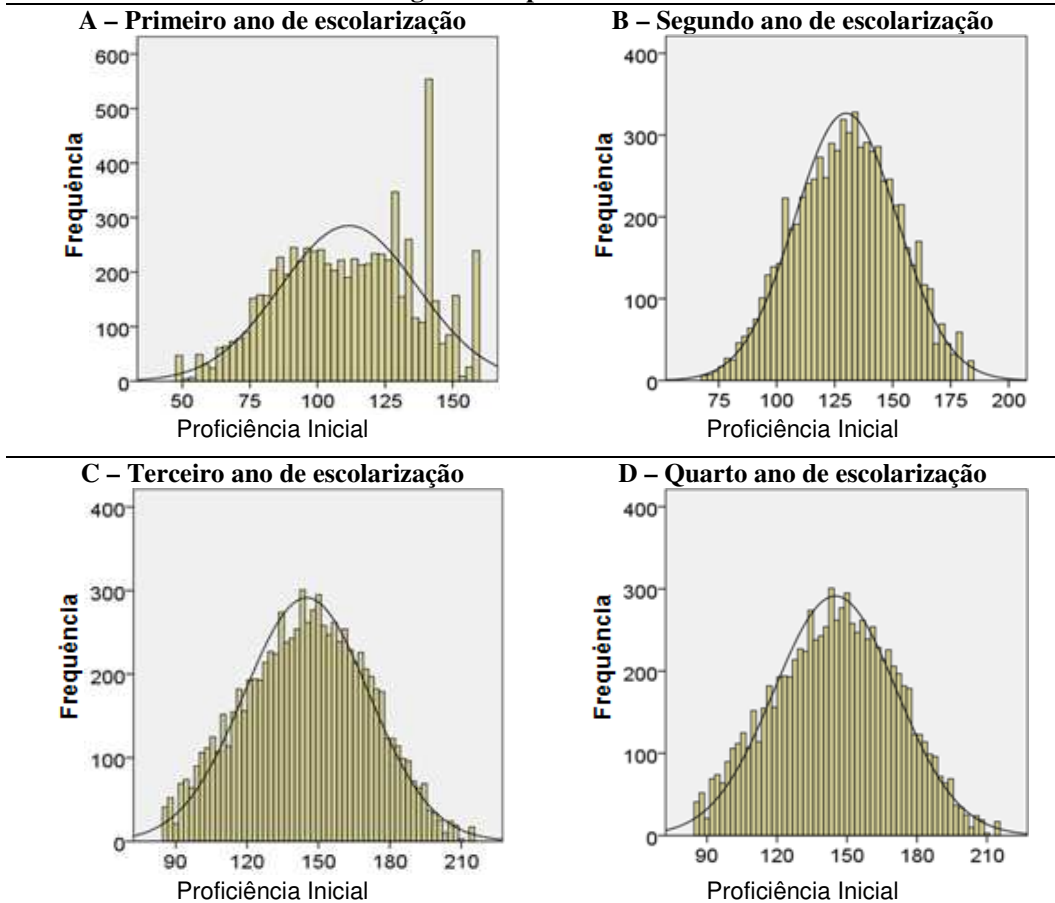 A – Primeiro ano de escolarização
B – Segundo ano de escolarização
600
500
400
300
200
100
0
Frequência
50 75 100 125 150
Proficiência Inicial
400
300
200
100
0
Frequência
75 100 125 150 175 200
Proficiência Inicial
C – Terceiro ano de escolarização
D – Quarto ano de escolarização
400
300
200
100
0
Frequência
90 120 150 180 210
Proficiência Inicial
400
300
200
100
0
Frequência
90 120 150 180 210
Proficiência Inicial